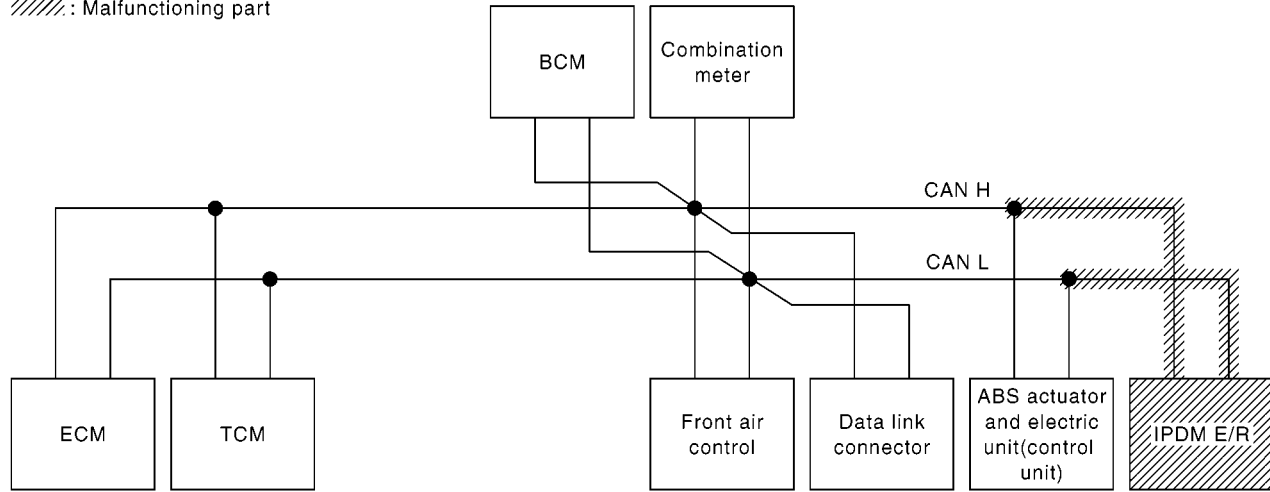 : Malfunctioning part
BCM
Combination
meter
CAN H
CAN L
ECM
TCM
Front air
control
Data link
connector
ABS actuator
and electric
unit(control
unit)
IPDM E/R